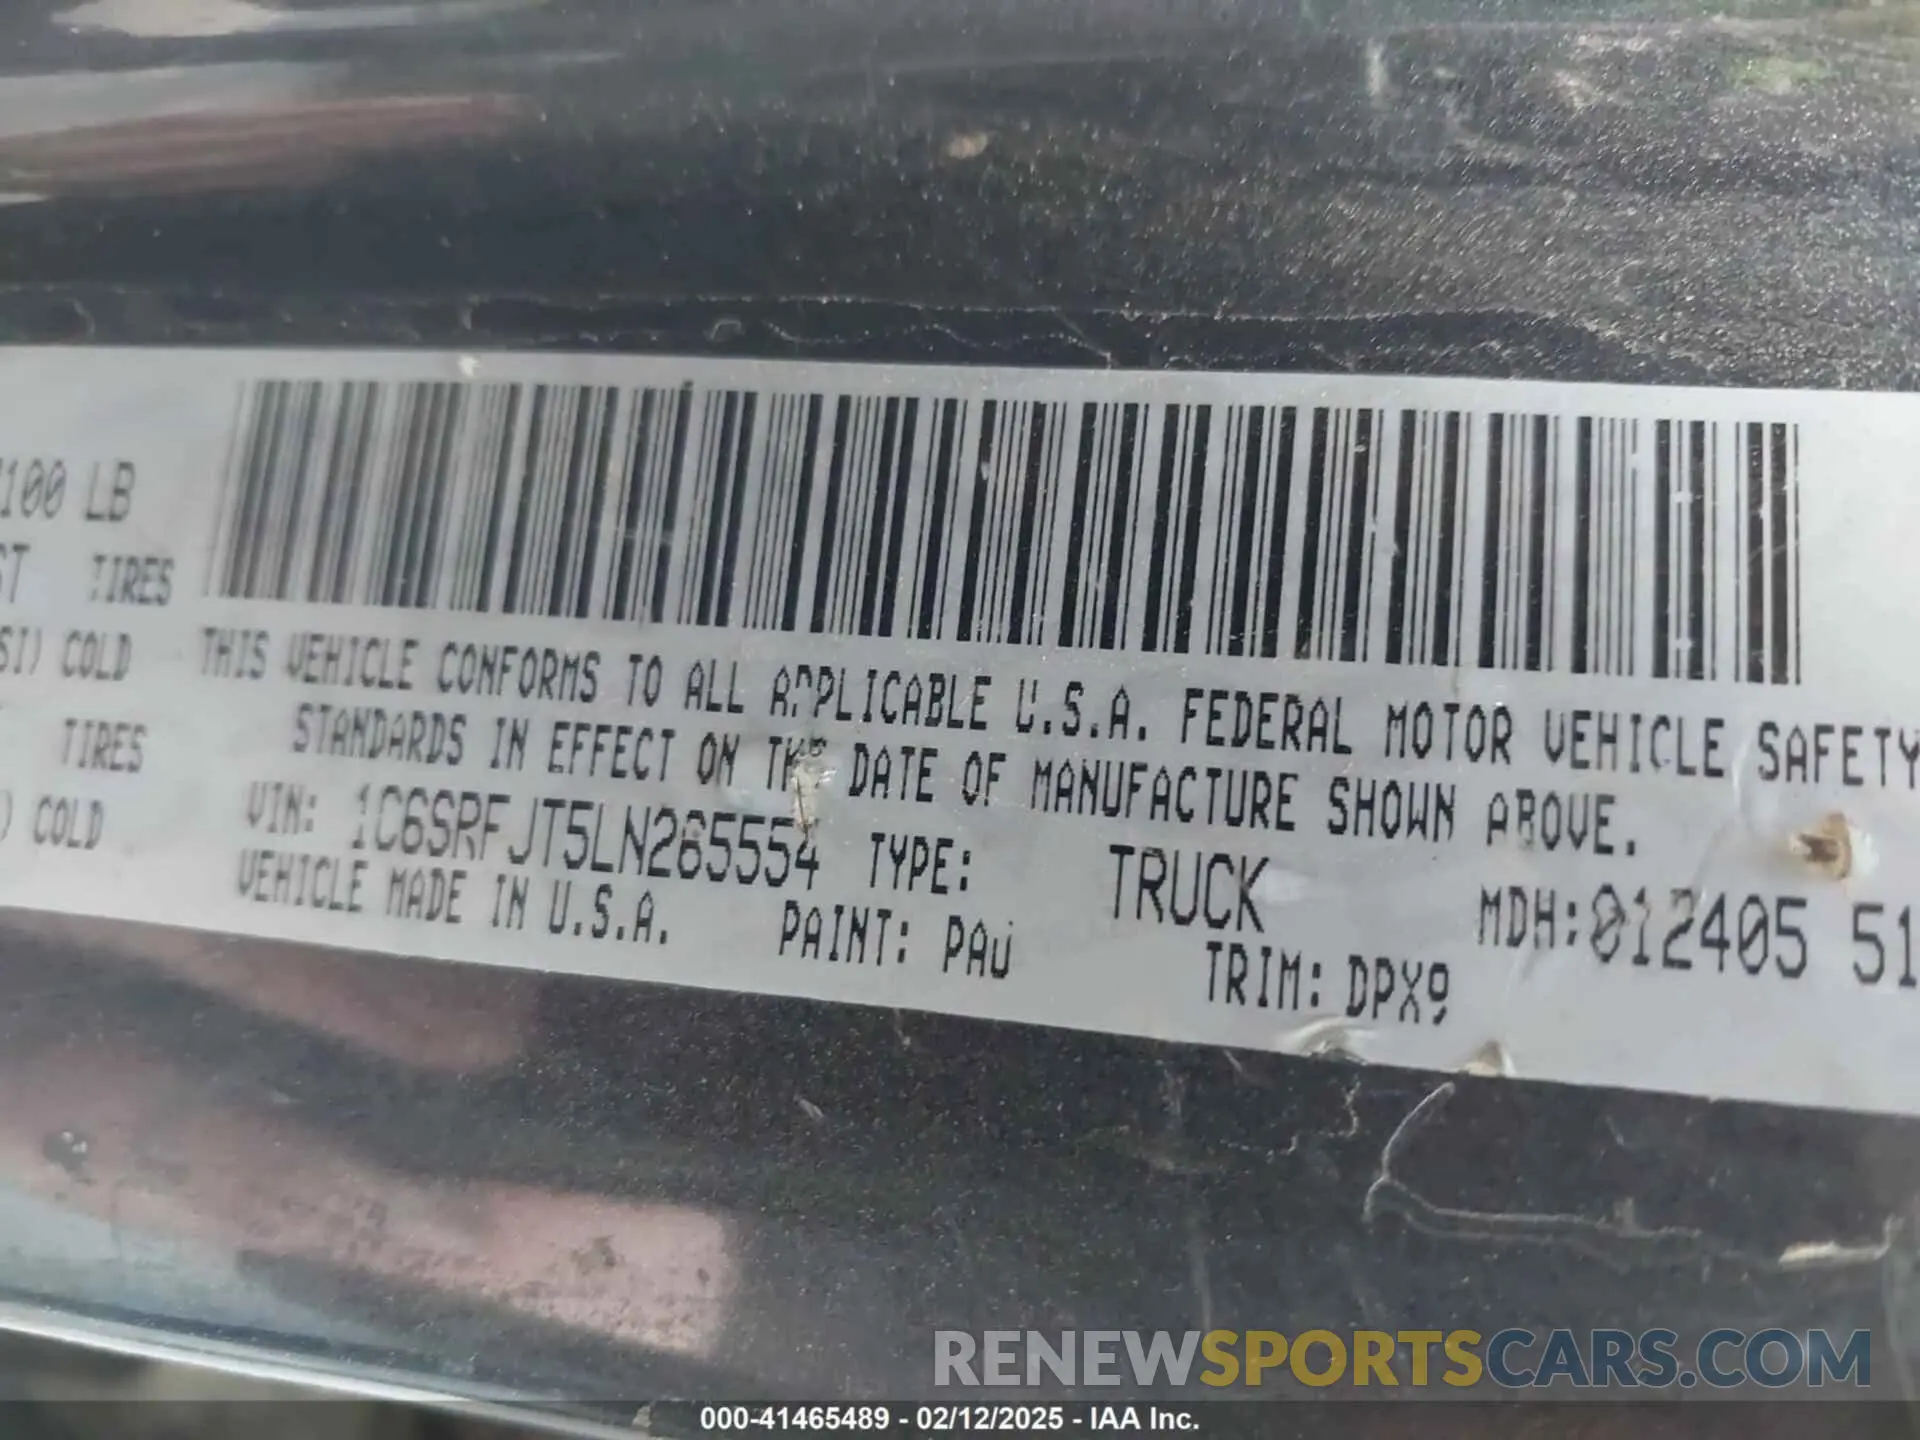 100 LB
ST TIRES
SI) COLD
TIRES
) COLD
THIS VEHICLE CONFORMS TO ALL APPLICABLE U.S.A. FEDERAL MOTOR VEHICLE SAFETY
STANDARDS IN EFFECT ON THE DATE OF MANUFACTURE SHOWN ABOVE.
VIN: 1C6SRFJT5LN265554 TYPE: TRUCK MDH:012405 51
VEHICLE MADE IN U.S.A. PAINT: PAU TRIM: DPX9
RENEWSPORTSCARS.COM
000-41465489 - 02/12/2025 - IAA Inc.